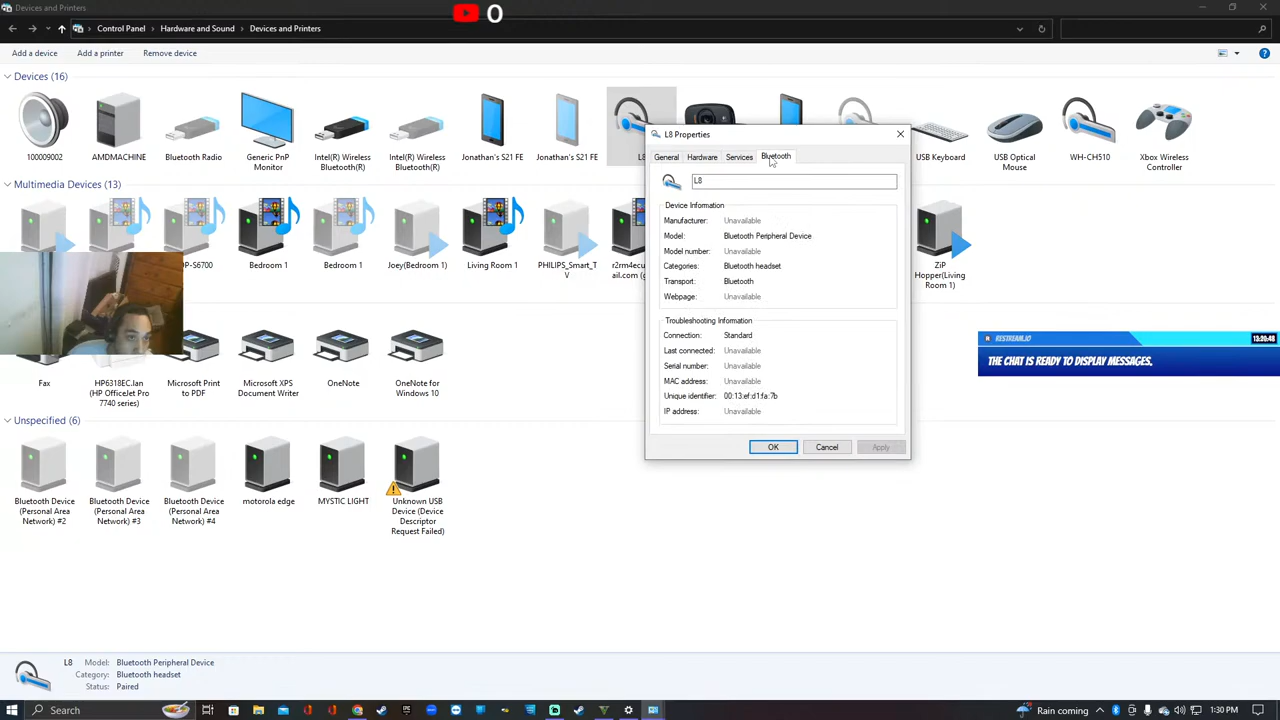 Devices and Printers
0
Control Panel > Hardware and Sound > Devices and Printers
Add a device Add a printer Remove device
Devices (16)
100009002
AMDMACHINE
Bluetooth Radio
Generic PnP
Monitor
Intel(R) Wireless
Bluetooth(R)
Intel(R) Wireless
Bluetooth(R)
Jonathan's S21 FE
Jonathan's S21 FE
USB Keyboard
USB Optical
Mouse
WH-CH510
Xbox Wireless
Controller
Multimedia Devices (13)
Bedroom 1
Bedroom 1
Joey(Bedroom 1)
Living Room 1
PHILIPS_Smart_T
V
ZiP
Hopper(Living
Room 1)
Fax
HP6318EC.lan
(HP OfficeJet Pro
7740 series)
Microsoft Print
to PDF
Microsoft XPS
Document Writer
OneNote
OneNote for
Windows 10
Unspecified (6)
Bluetooth Device
(Personal Area
Network) #2
Bluetooth Device
(Personal Area
Network) #3
Bluetooth Device
(Personal Area
Network) #4
motorola edge
MYSTIC LIGHT
Unknown USB
Device (Device
Descriptor
Request Failed)
L8 Properties
General Hardware Services Bluetooth
L8
Device Information
Manufacturer: Unavailable
Model: Bluetooth Peripheral Device
Model number: Unavailable
Categories: Bluetooth headset
Transport: Bluetooth
Webpage: Unavailable
Troubleshooting Information
Connection: Standard
Last connected: Unavailable
Serial number: Unavailable
MAC address: Unavailable
Unique identifier: 00:13:ef:d1:fa:7b
IP address: Unavailable
OK Cancel Apply
RESTREAM.IO 13:29:48
THE CHAT IS READY TO DISPLAY MESSAGES.
L8 Model: Bluetooth Peripheral Device
Category: Bluetooth headset
Status: Paired
Search
Rain coming
1:30 PM